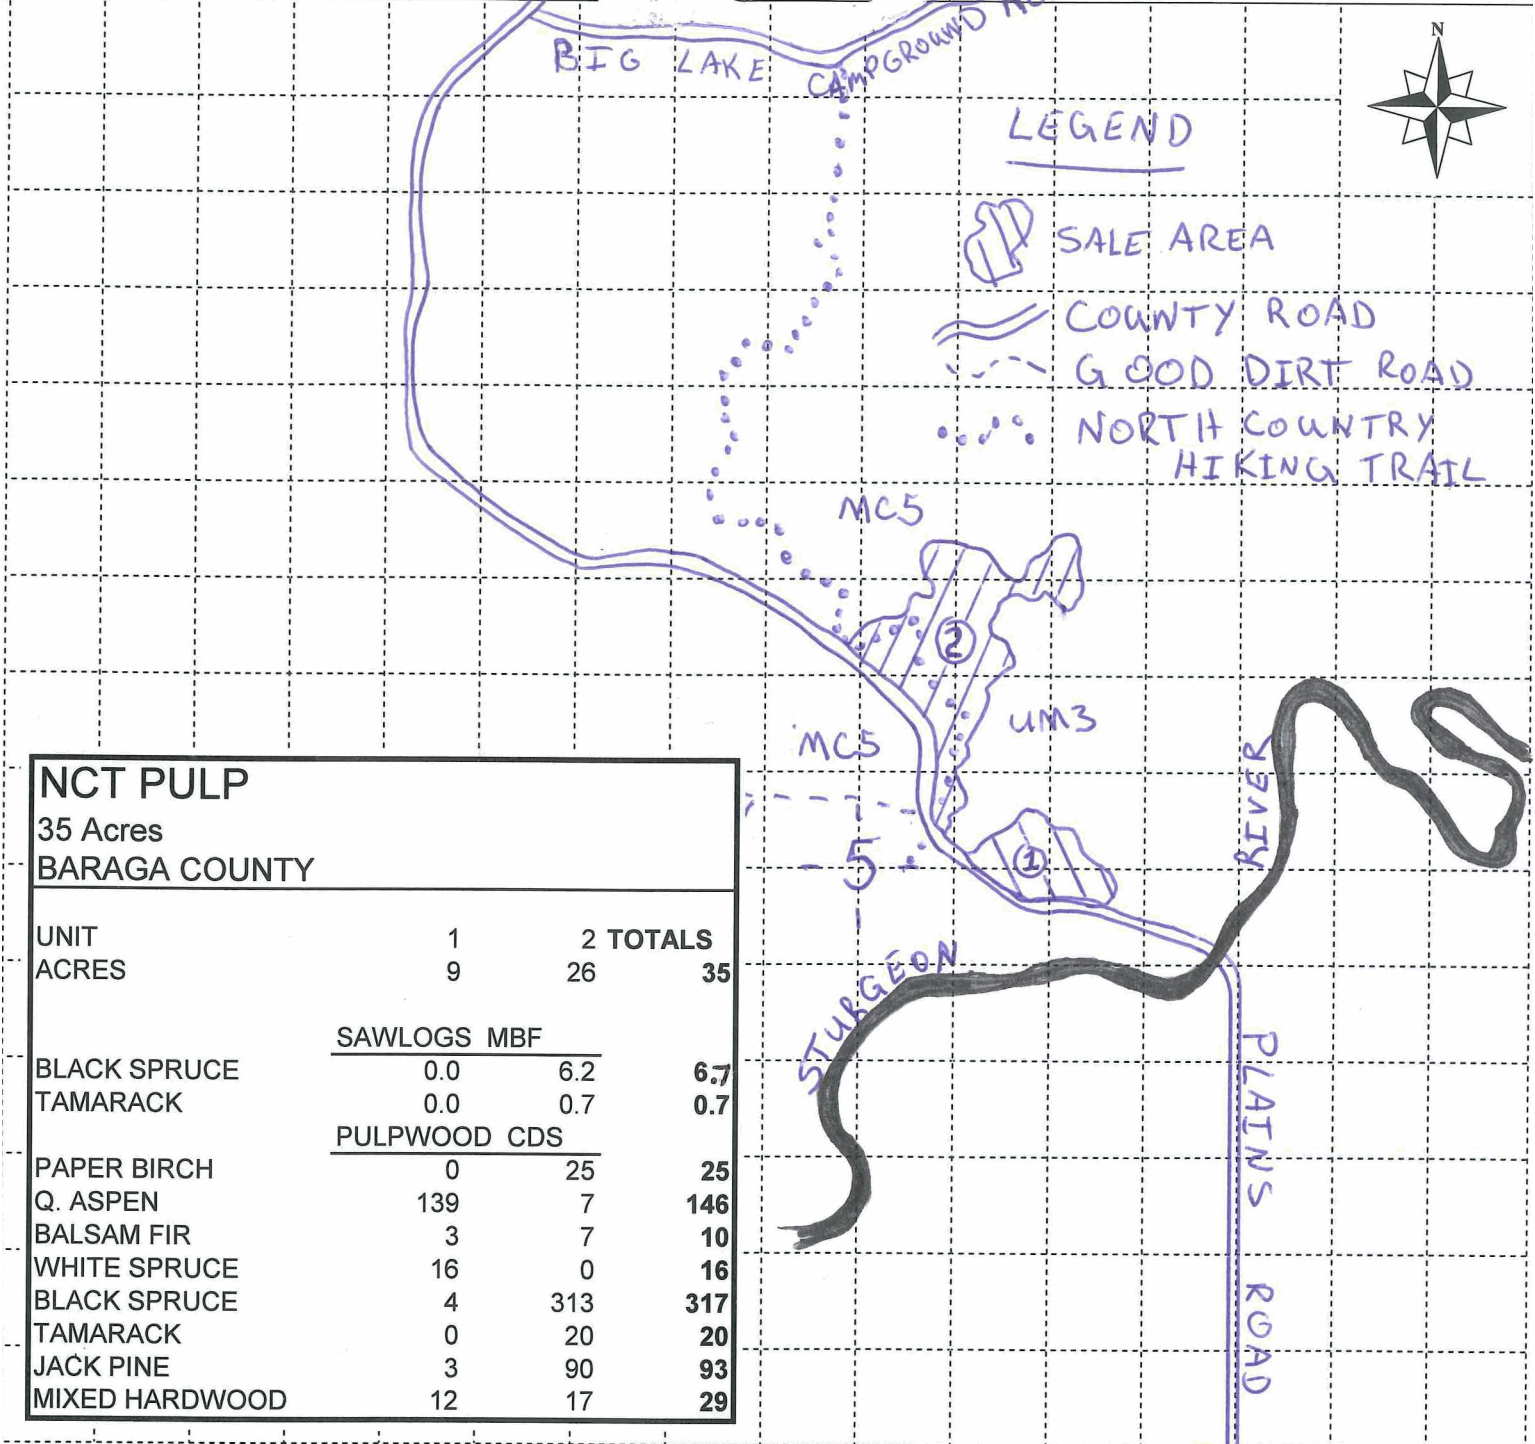 N
BIG LAKE CAMPGROUND
LEGEND
SALE AREA
COUNTY ROAD
GOOD DIRT ROAD
NORTH COUNTRY
HIKING TRAIL
MC5
2
UM3
MC5
5
1
RIVER
STURGEON
PLAINS ROAD
NCT PULP
35 Acres
BARAGA COUNTY
UNIT 1 2 TOTALS
ACRES 9 26 35
SAWLOGS MBF
BLACK SPRUCE 0.0 6.2 6.7
TAMARACK 0.0 0.7 0.7
PULPWOOD CDS
PAPER BIRCH 0 25 25
Q. ASPEN 139 7 146
BALSAM FIR 3 7 10
WHITE SPRUCE 16 0 16
BLACK SPRUCE 4 313 317
TAMARACK 0 20 20
JACK PINE 3 90 93
MIXED HARDWOOD 12 17 29